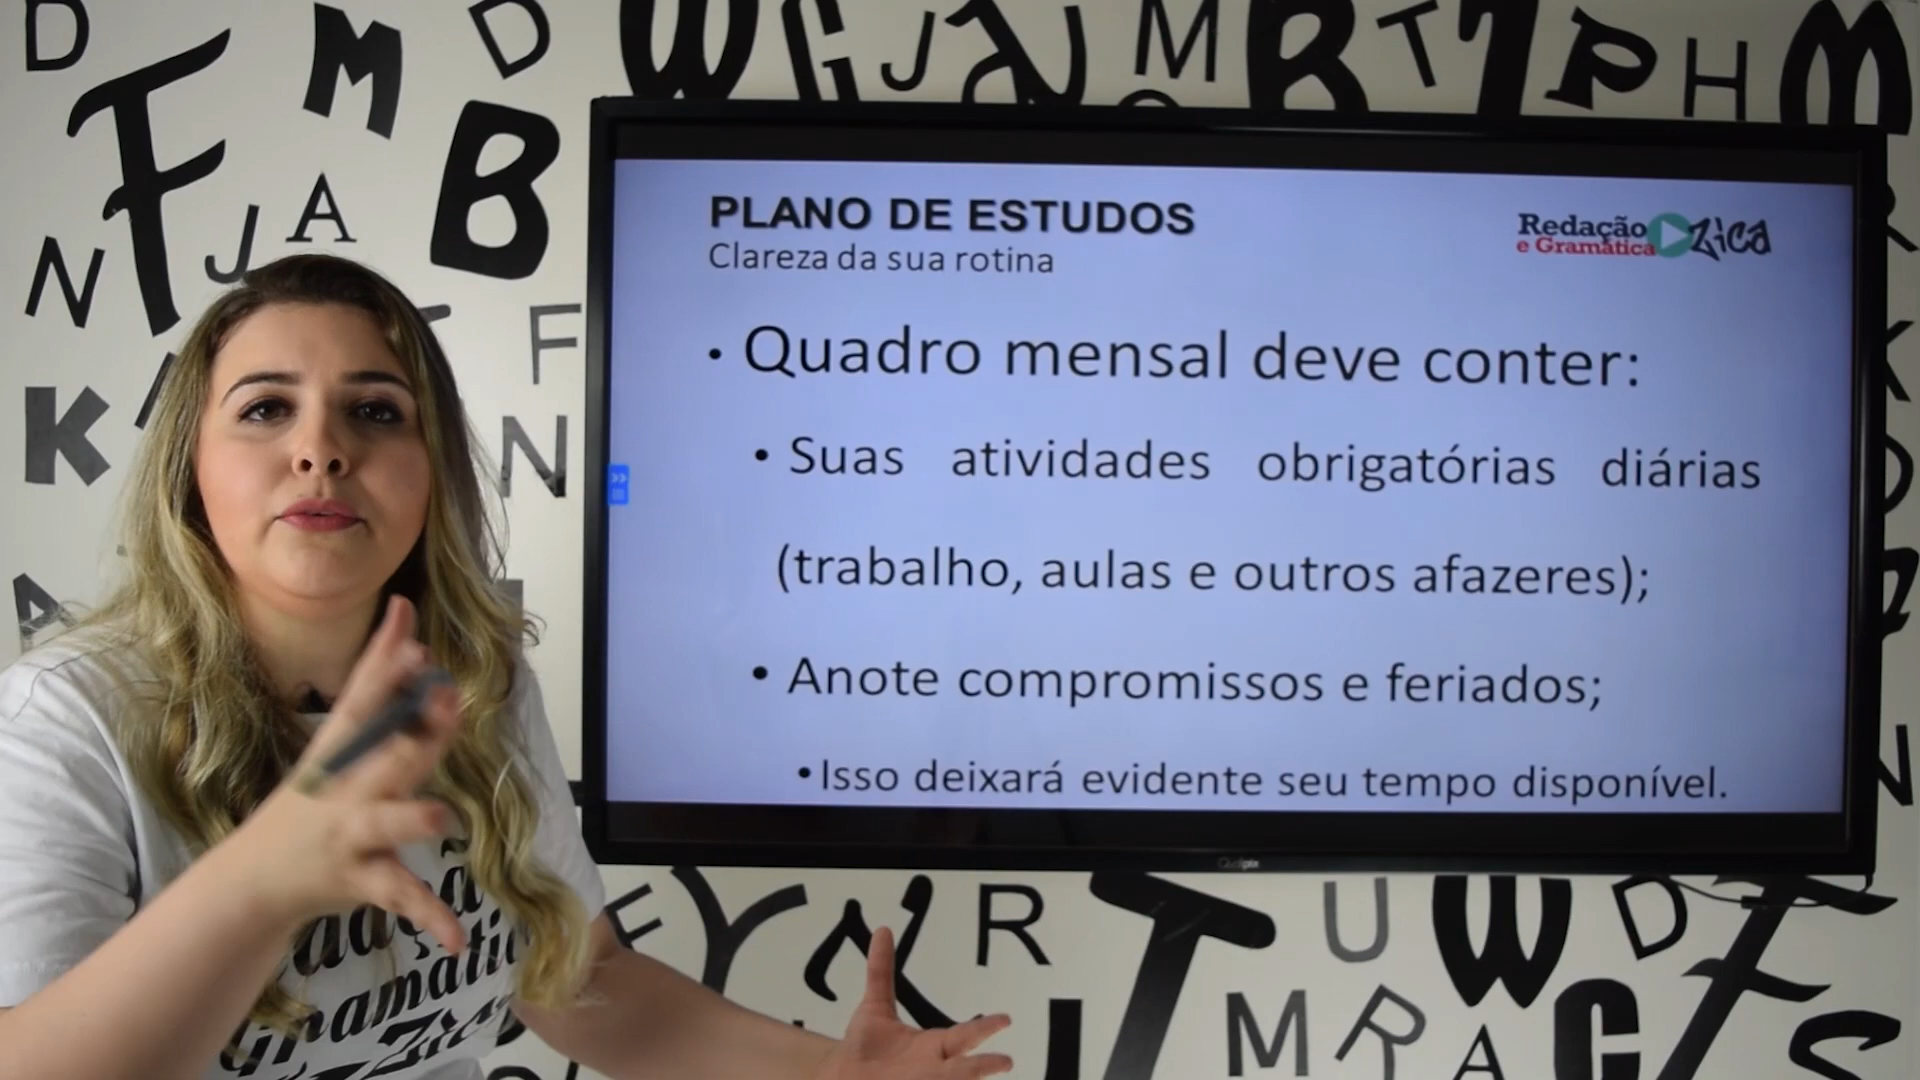 PLANO DE ESTUDOS
Clareza da sua rotina
Redação
e Gramática
Zica
• Quadro mensal deve conter:
• Suas atividades obrigatórias diárias
(trabalho, aulas e outros afazeres);
• Anote compromissos e feriados;
• Isso deixará evidente seu tempo disponível.